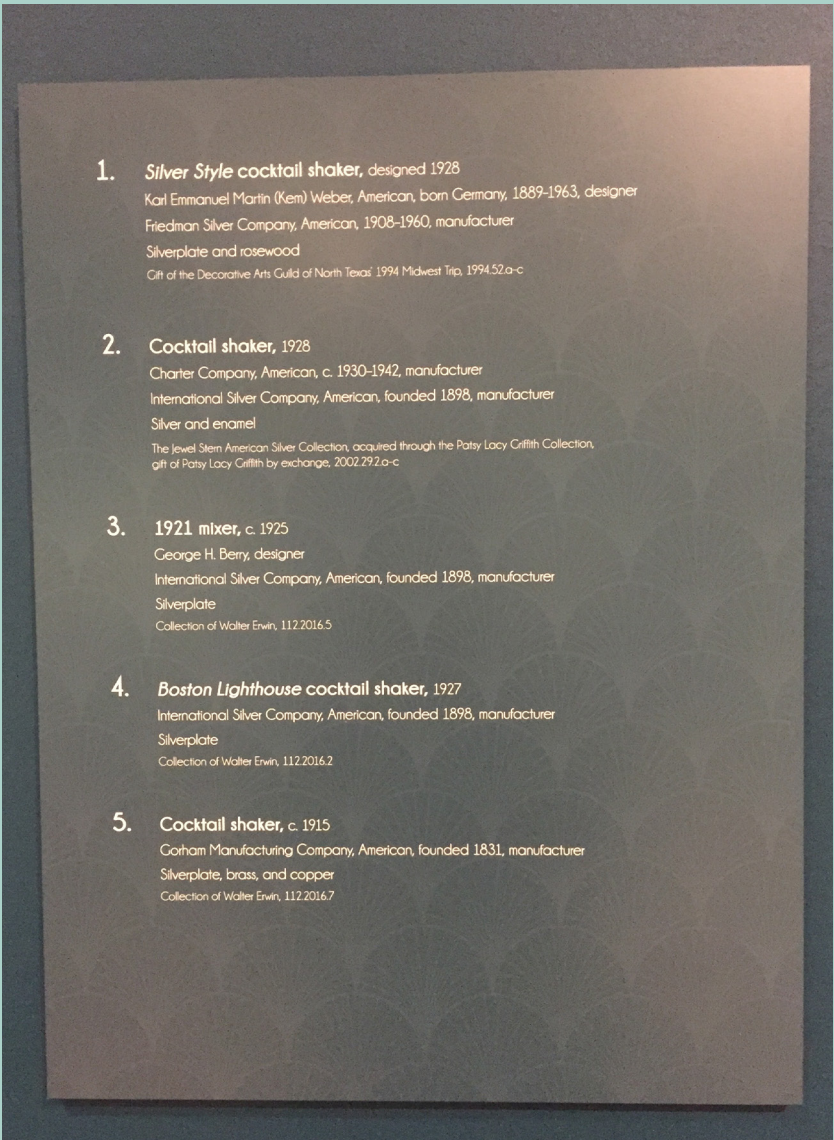 1. Silver Style cocktail shaker, designed 1928
Karl Emmanuel Martin (Kem) Weber, American, born Germany, 1889–1963, designer
Friedman Silver Company, American, 1908–1960, manufacturer
Silverplate and rosewood
Gift of the Decorative Arts Guild of North Texas' 1994 Midwest Trip, 1994.52.a-c
2. Cocktail shaker, 1928
Charter Company, American, c. 1930–1942, manufacturer
International Silver Company, American, founded 1898, manufacturer
Silver and enamel
The Jewel Stern American Silver Collection, acquired through the Patsy Lacy Griffith Collection,
gift of Patsy Lacy Griffith by exchange, 2002.29.2.a-c
3. 1921 mixer, c. 1925
George H. Berry, designer
International Silver Company, American, founded 1898, manufacturer
Silverplate
Collection of Walter Erwin, 112.2016.5
4. Boston Lighthouse cocktail shaker, 1927
International Silver Company, American, founded 1898, manufacturer
Silverplate
Collection of Walter Erwin, 112.2016.2
5. Cocktail shaker, c. 1915
Gorham Manufacturing Company, American, founded 1831, manufacturer
Silverplate, brass, and copper
Collection of Walter Erwin, 112.2016.7